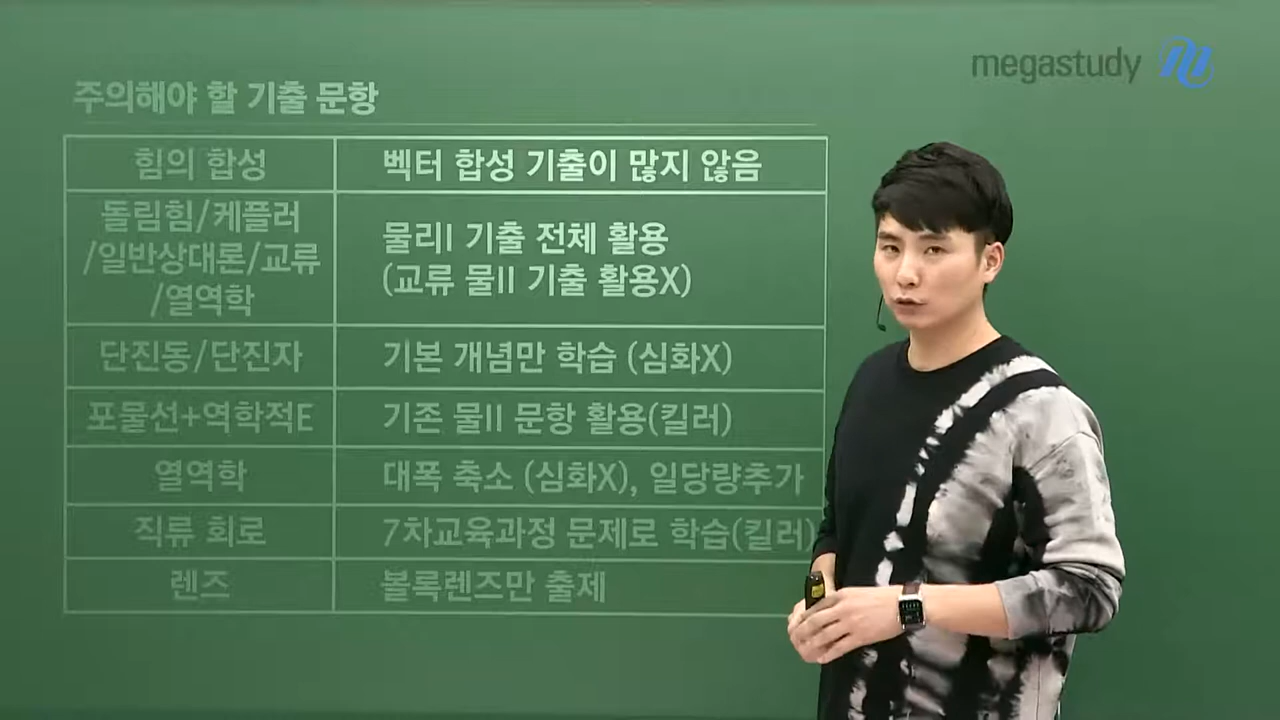 megastudy
주의해야 할 기출 문항
힘의 합성
벡터 합성 기출이 많지 않음
돌림힘/케플러
/일반상대론/교류
/열역학
물리I 기출 전체 활용
(교류 물II 기출 활용X)
단진동/단진자
기본 개념만 학습 (심화X)
포물선+역학적E
기존 물II 문항 활용(킬러)
열역학
대폭 축소 (심화X), 일당량추가
직류 회로
7차교육과정 문제로 학습(킬러)
렌즈
볼록렌즈만 출제